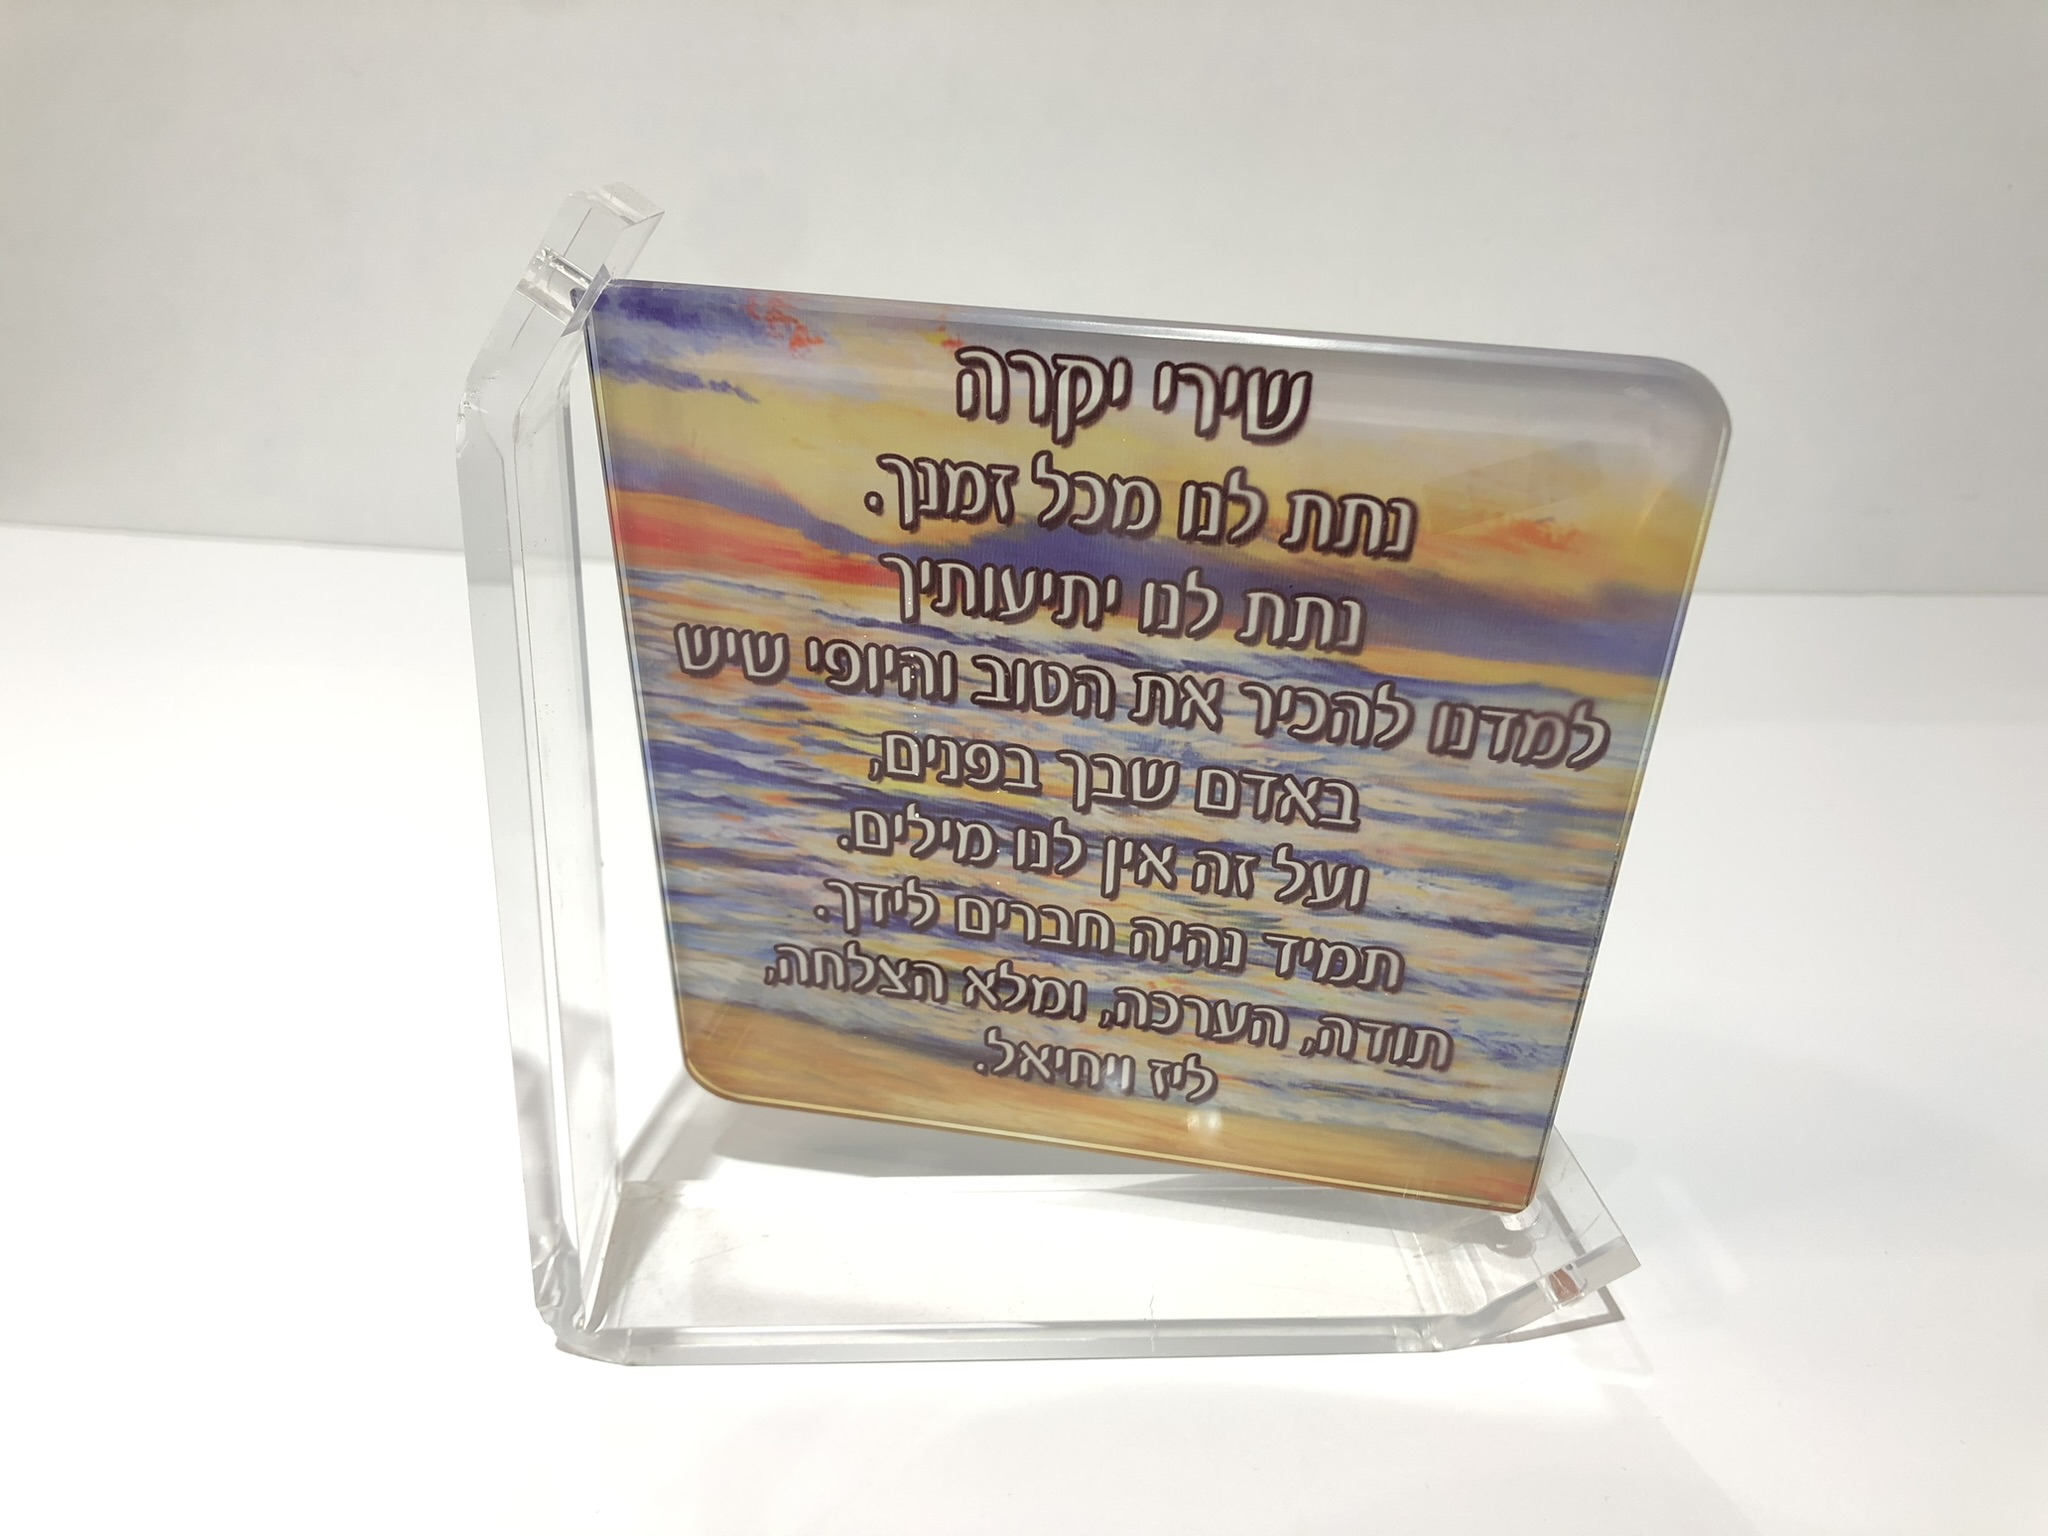 שירי יקרה
נתת לנו מכל זמנך.
נתת לנו יתיעותיך
למדנו להכיר את הטוב והיופי שיש
באדם שבך בפנים,
ועל זה אין לנו מילים.
תמיד נהיה חברים לידך.
תודה, הערכה, ומלא הצלחה,
ליז ויחיאל.